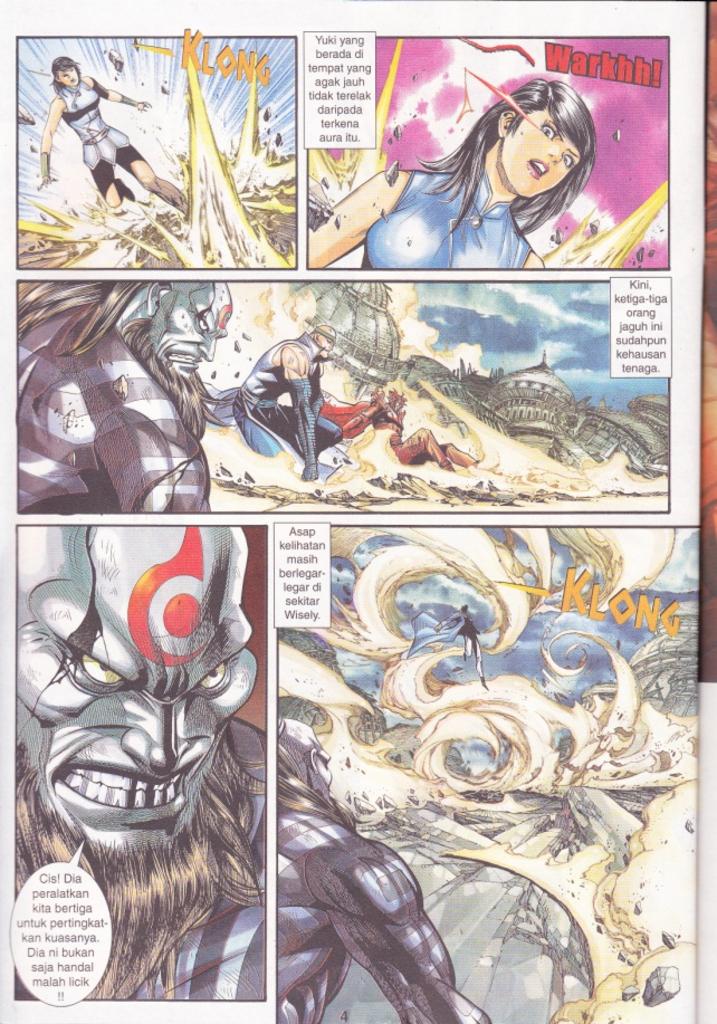 KLONG
Yuki yang
berada di
tempat yang
agak jauh
tidak terelak
daripada
terkena
aura itu.
Warkhh!
Kini,
ketiga-tiga
orang
jaguh ini
sudahpun
kehausan
tenaga.
Cis! Dia
peralatkan
kita bertiga
untuk pertingkat-
kan kuasanya.
Dia ni bukan
saja handal
malah licik
!!
Asap
kelihatan
masih
berlegar-
legar di
sekitar
Wisely.
KLONG
4